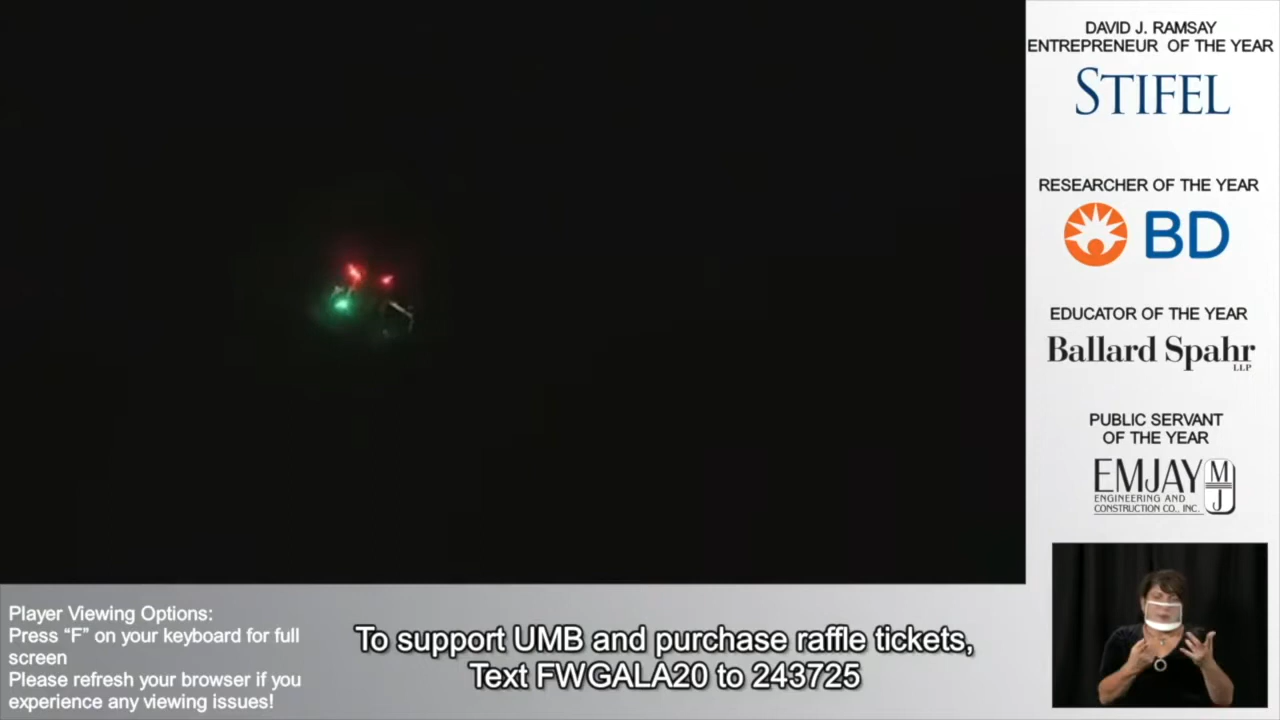 DAVID J. RAMSAY
ENTREPRENEUR OF THE YEAR
STIFEL
RESEARCHER OF THE YEAR
BD
EDUCATOR OF THE YEAR
Ballard Spahr
LLP
PUBLIC SERVANT
OF THE YEAR
EMJAY
ENGINEERING AND
CONSTRUCTION CO., INC.
M
J
Player Viewing Options:
Press “F” on your keyboard for full
screen
Please refresh your browser if you
experience any viewing issues!
To support UMB and purchase raffle tickets,
Text FWGALA20 to 243725